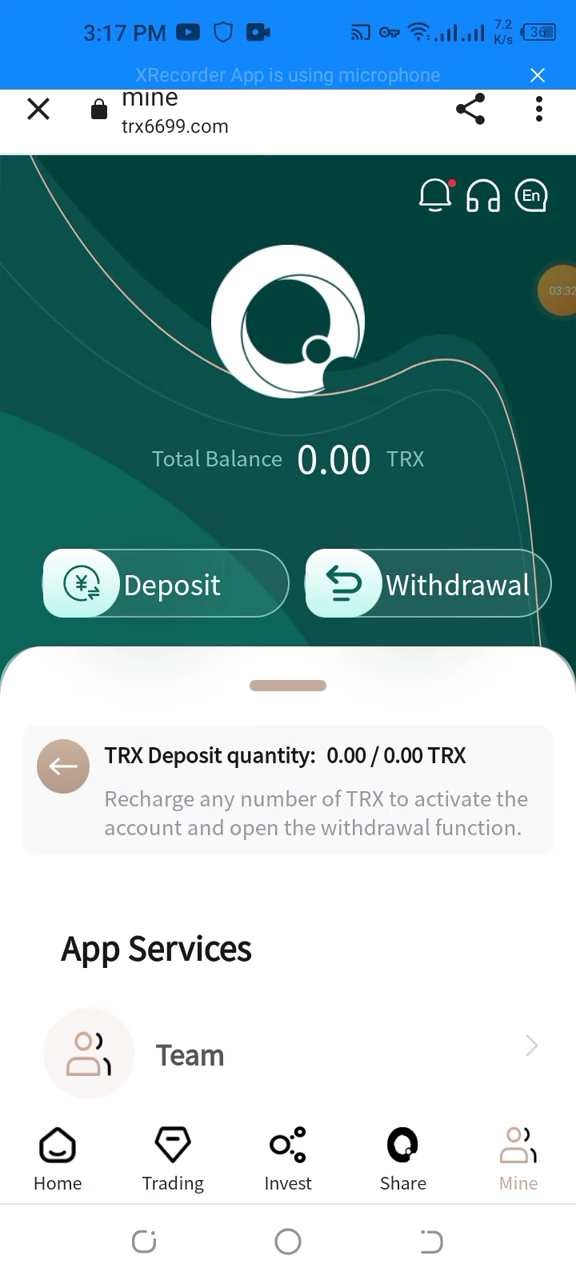 3:17 PM
7.2
K/s
36
XRecorder App is using microphone
mine
trx6699.com
En
03:32
Total Balance 0.00 TRX
¥
Deposit
Withdrawal
TRX Deposit quantity: 0.00 / 0.00 TRX
Recharge any number of TRX to activate the
account and open the withdrawal function.
App Services
Team
Home
Trading
Invest
Share
Mine